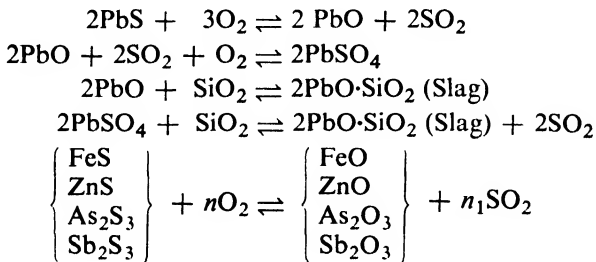 2PbS + 3O₂ ⇌ 2 PbO + 2SO₂
2PbO + 2SO₂ + O₂ ⇌ 2PbSO₄
2PbO + SiO₂ ⇌ 2PbO·SiO₂ (Slag)
2PbSO₄ + SiO₂ ⇌ 2PbO·SiO₂ (Slag) + 2SO₂
FeS FeO
ZnS + nO₂ ⇌ ZnO + n₁SO₂
As₂S₃ As₂O₃
Sb₂S₃ Sb₂O₃